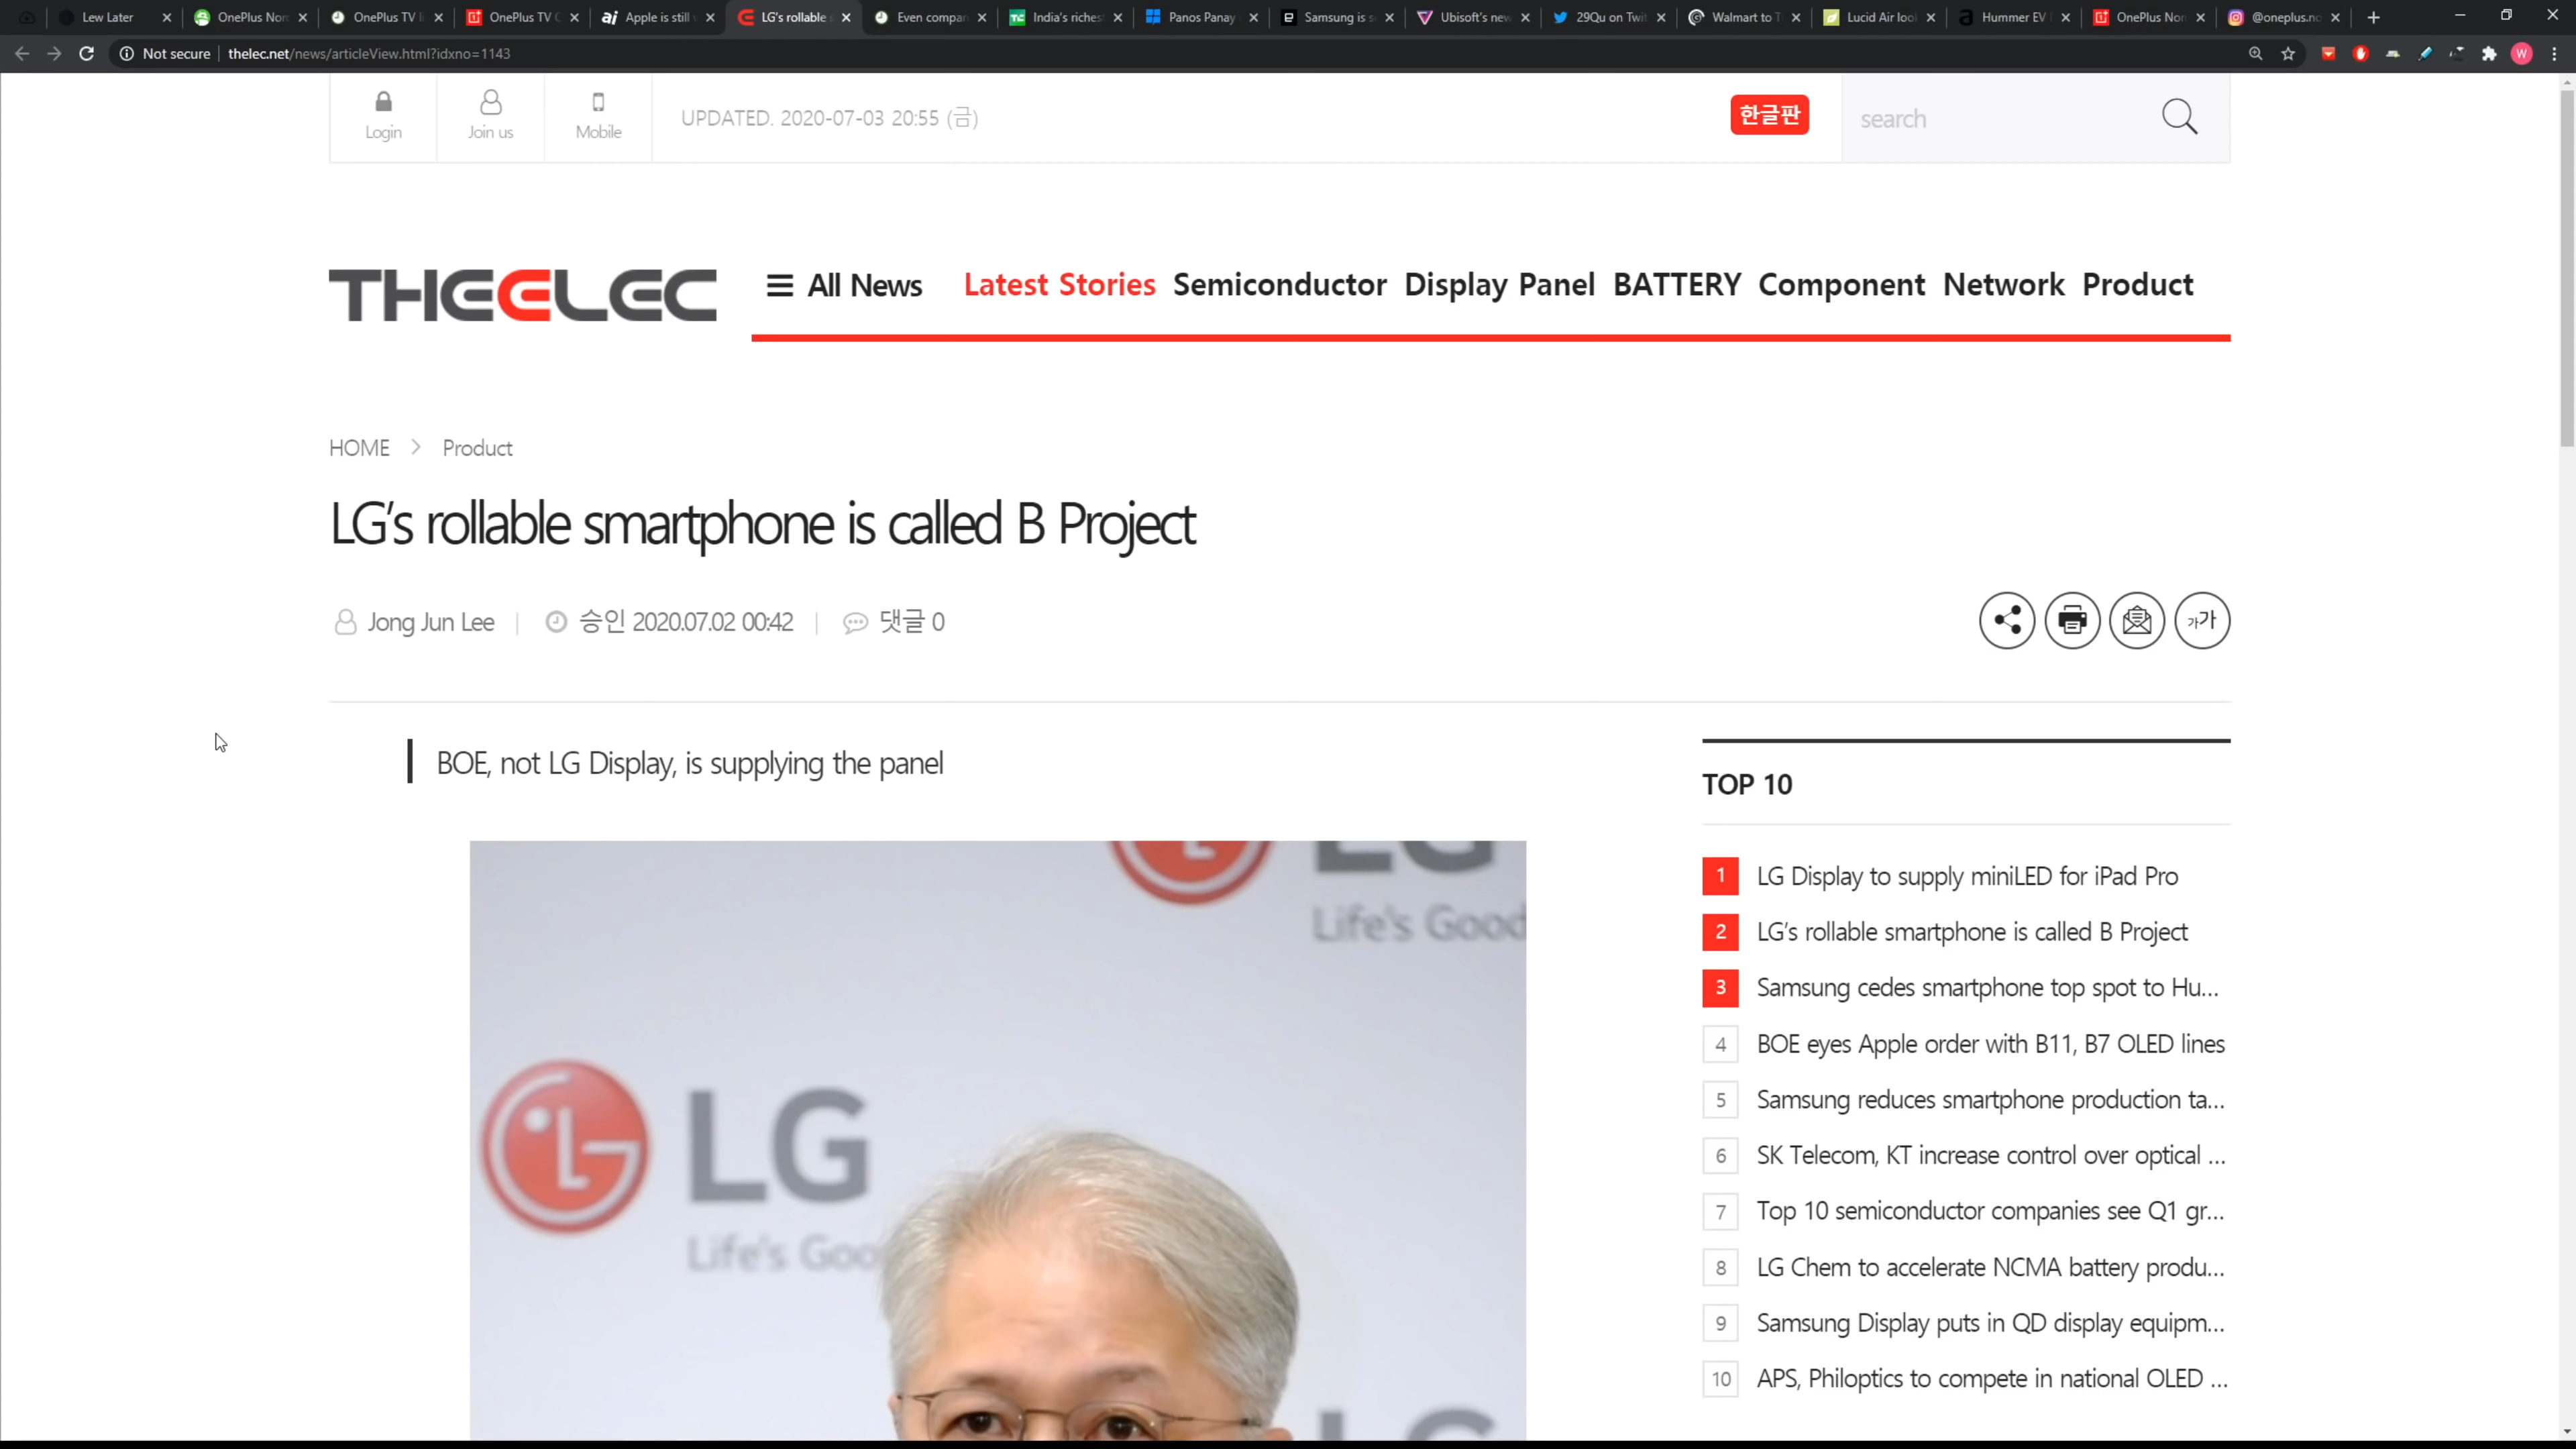 Lew Later
OnePlus Nor
OnePlus TV
OnePlus TV
Apple is still
LG's rollable
Even compar
India's riches
Panos Panay
Samsung is
Ubisoft's new
29Qu on Twi
Walmart to
Lucid Air loo
Hummer EV
OnePlus Nor
@oneplus.no
Not secure
thelec.net/news/articleView.html?idxno=1143
W
Login
Join us
Mobile
UPDATED. 2020-07-03 20:55 (금)
한글판
search
THEELEC
All News
Latest Stories Semiconductor Display Panel BATTERY Component Network Product
HOME > Product
LG's rollable smartphone is called B Project
Jong Jun Lee
승인 2020.07.02 00:42
댓글 0
가가
BOE, not LG Display, is supplying the panel
LG
Life's Good
LG
Life's Goo
LG
TOP 10
1 LG Display to supply miniLED for iPad Pro
2 LG's rollable smartphone is called B Project
3 Samsung cedes smartphone top spot to Hu...
4 BOE eyes Apple order with B11, B7 OLED lines
5 Samsung reduces smartphone production ta...
6 SK Telecom, KT increase control over optical ...
7 Top 10 semiconductor companies see Q1 gr...
8 LG Chem to accelerate NCMA battery produ...
9 Samsung Display puts in QD display equipm...
10 APS, Philoptics to compete in national OLED ...